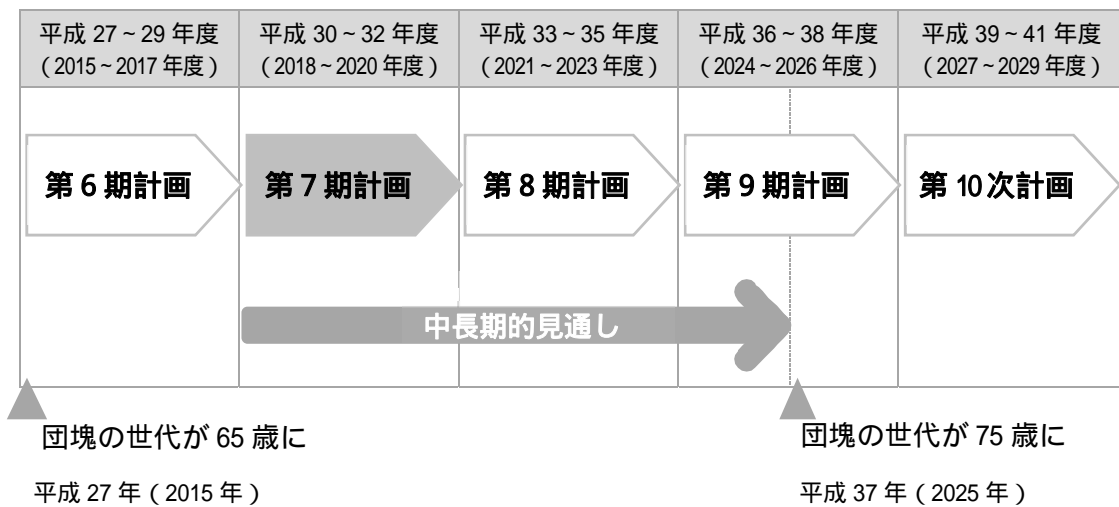 平成 27~29 年度
(2015~2017 年度)
平成 30~32 年度
(2018~2020 年度)
平成 33~35 年度
(2021~2023 年度)
平成 36~38 年度
(2024~2026 年度)
平成 39~41 年度
(2027~2029 年度)
第6期計画
第7期計画
第8期計画
第9期計画
第10次計画
中長期的見通し
団塊の世代が 65 歳に
平成 27 年(2015 年)
団塊の世代が 75 歳に
平成 37 年(2025 年)